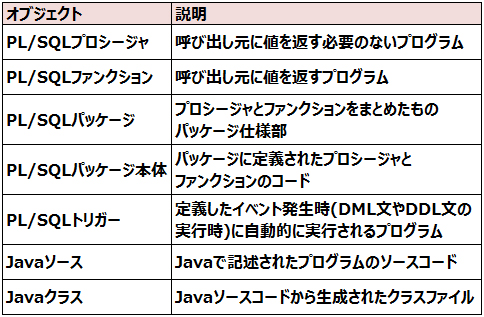 オブジェクト 説明
PL/SQLプロシージャ 呼び出し元に値を返す必要のないプログラム
PL/SQLファンクション 呼び出し元に値を返すプログラム
PL/SQLパッケージ プロシージャとファンクションをまとめたもの
パッケージ仕様部
PL/SQLパッケージ本体 パッケージに定義されたプロシージャと
ファンクションのコード
PL/SQLトリガー 定義したイベント発生時(DML文やDDL文の
実行時)に自動的に実行されるプログラム
Javaソース Javaで記述されたプログラムのソースコード
Javaクラス Javaソースコードから生成されたクラスファイル